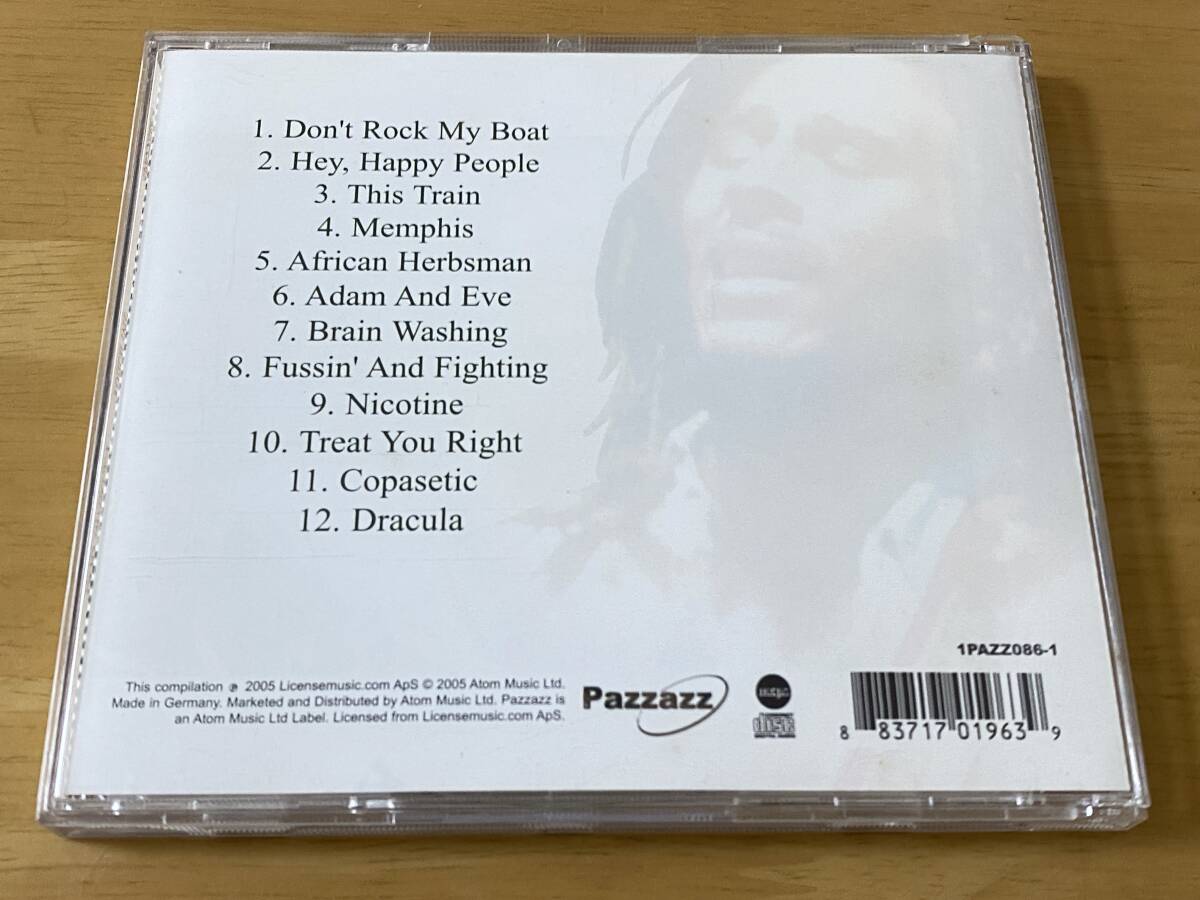 1. Don't Rock My Boat
2. Hey, Happy People
3. This Train
4. Memphis
5. African Herbsman
6. Adam And Eve
7. Brain Washing
8. Fussin' And Fighting
9. Nicotine
10. Treat You Right
11. Copasetic
12. Dracula
1PAZZ086-1
This compilation ℗ 2005 Licensemusic.com ApS © 2005 Atom Music Ltd.
Made in Germany. Marketed and Distributed by Atom Music Ltd. Pazzazz is
an Atom Music Ltd Label. Licensed from Licensemusic.com ApS.
Pazzazz
mcps
disc
8 83717 01963 9